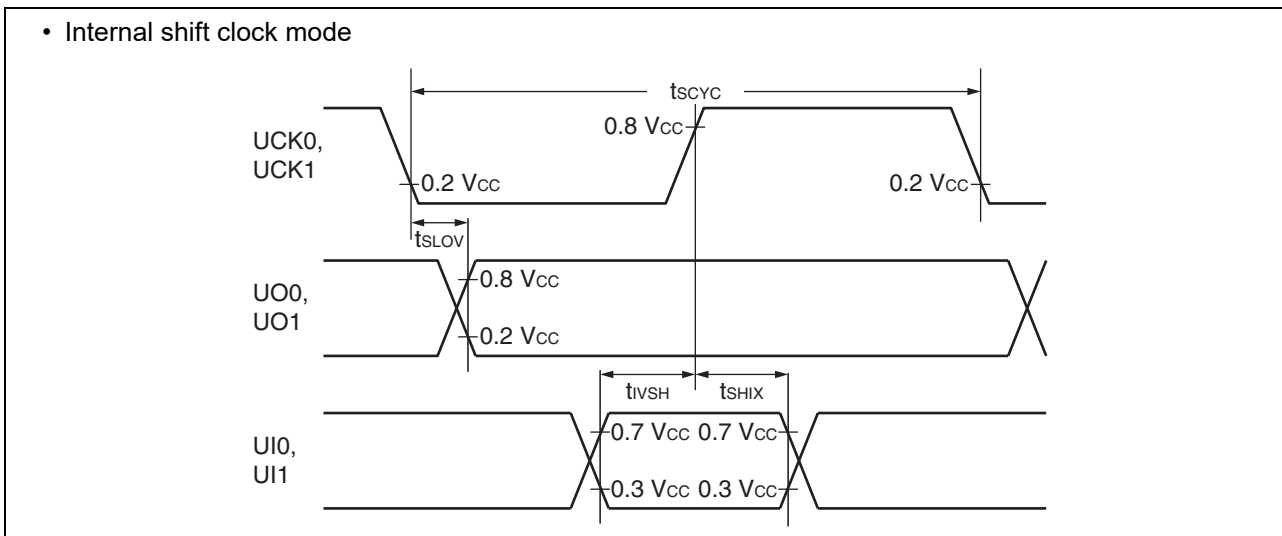 • Internal shift clock mode
tSCYC
UCK0,
UCK1
0.8 VCC
0.2 VCC
0.2 VCC
tSLOV
UO0,
UO1
0.8 VCC
0.2 VCC
tIVSH
tSHIX
UI0,
UI1
0.7 VCC
0.7 VCC
0.3 VCC
0.3 VCC